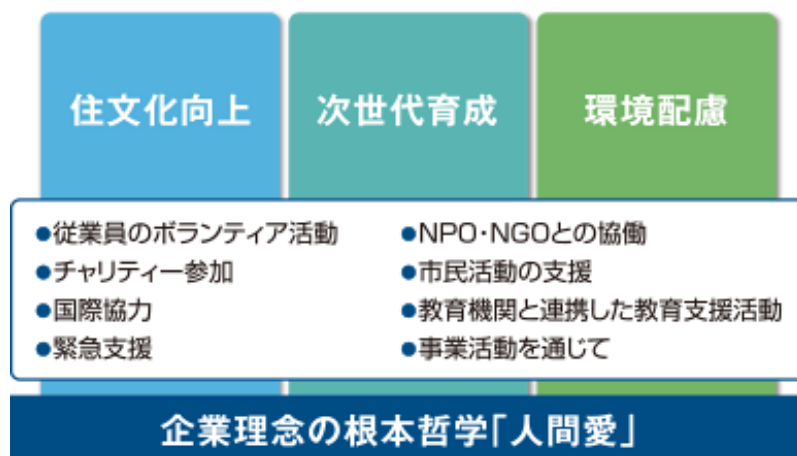 住文化向上
次世代育成
環境配慮
●従業員のボランティア活動
●チャリティー参加
●国際協力
●緊急支援
●NPO・NGOとの協働
●市民活動の支援
●教育機関と連携した教育支援活動
●事業活動を通じて
企業理念の根本哲学「人間愛」